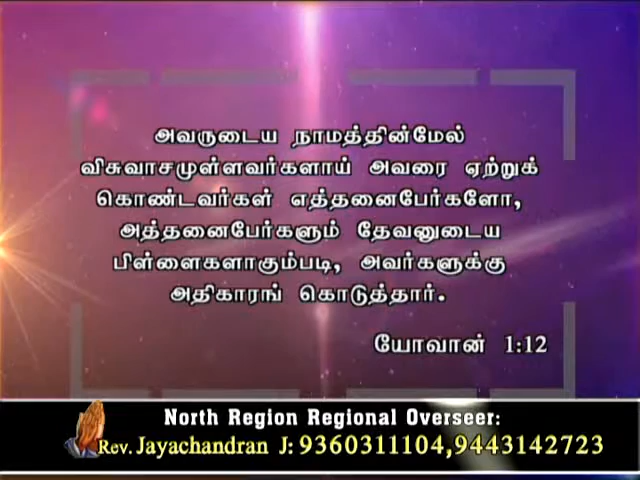 அவருடைய நாமத்தின்மேல்
விசுவாசமுள்ளவர்களாய் அவரை ஏற்றுக்
கொண்டவர்கள் எத்தனைபேர்களோ,
அத்தனைபேர்களும் தேவனுடைய
பிள்ளைகளாகும்படி, அவர்களுக்கு
அதிகாரங் கொடுத்தார்.
யோவான் 1:12
North Region Regional Overseer:
Rev. Jayachandran J: 9360311104,9443142723